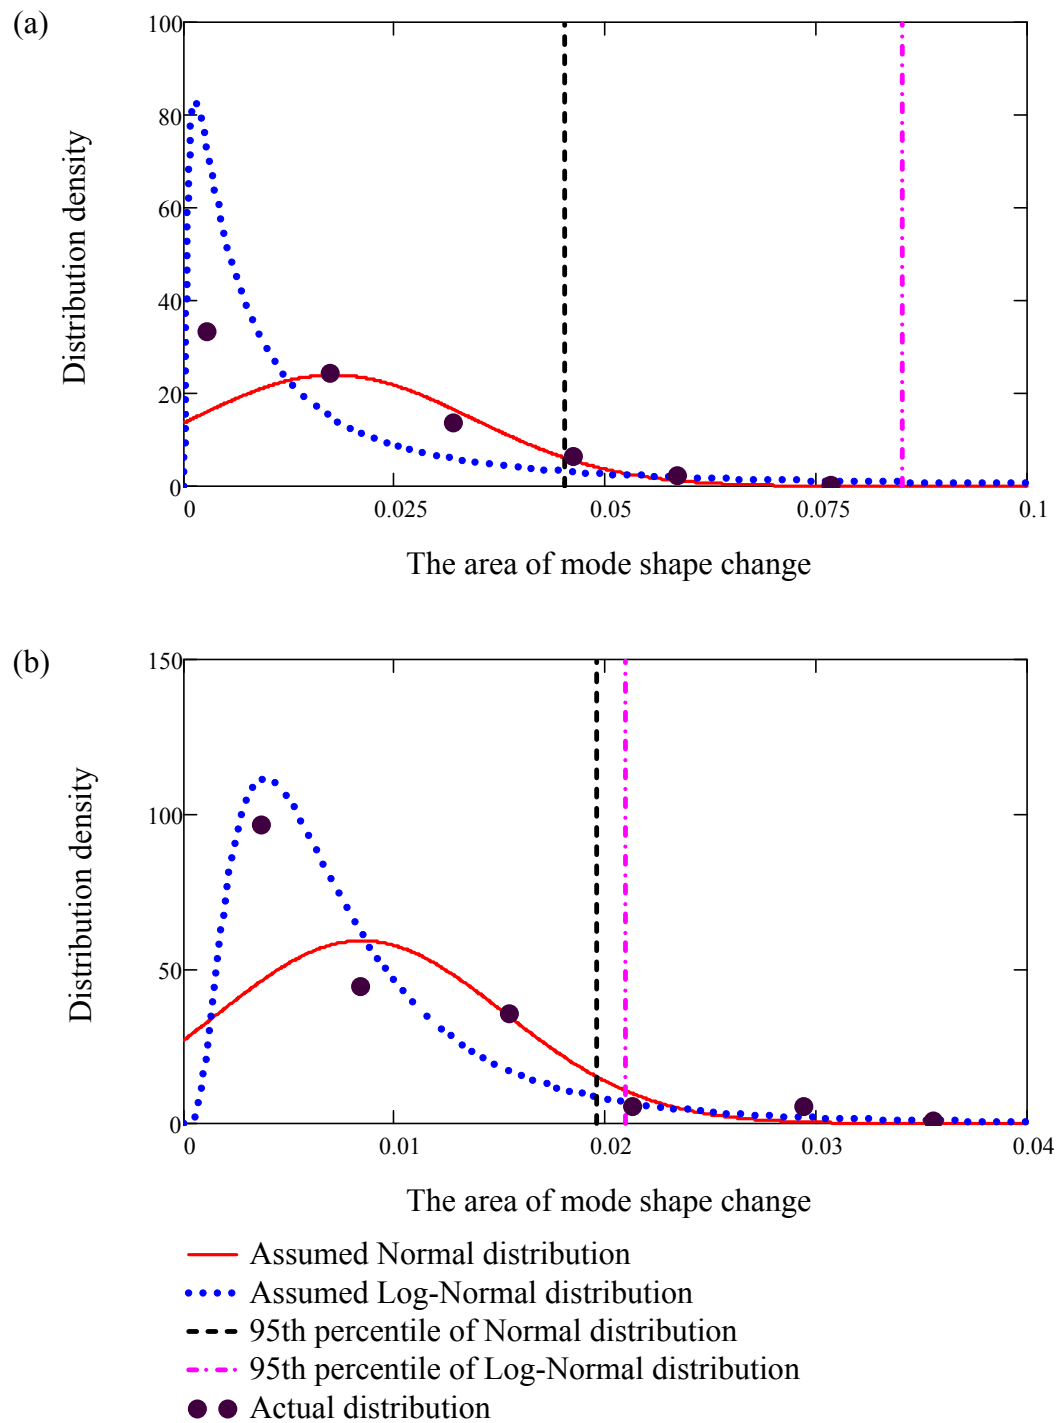 (a)
100
80
60
40
20
0
Distribution density
0
0.025
0.05
0.075
0.1
The area of mode shape change
(b)
150
100
50
0
Distribution density
0
0.01
0.02
0.03
0.04
The area of mode shape change
Assumed Normal distribution
Assumed Log-Normal distribution
95th percentile of Normal distribution
95th percentile of Log-Normal distribution
Actual distribution